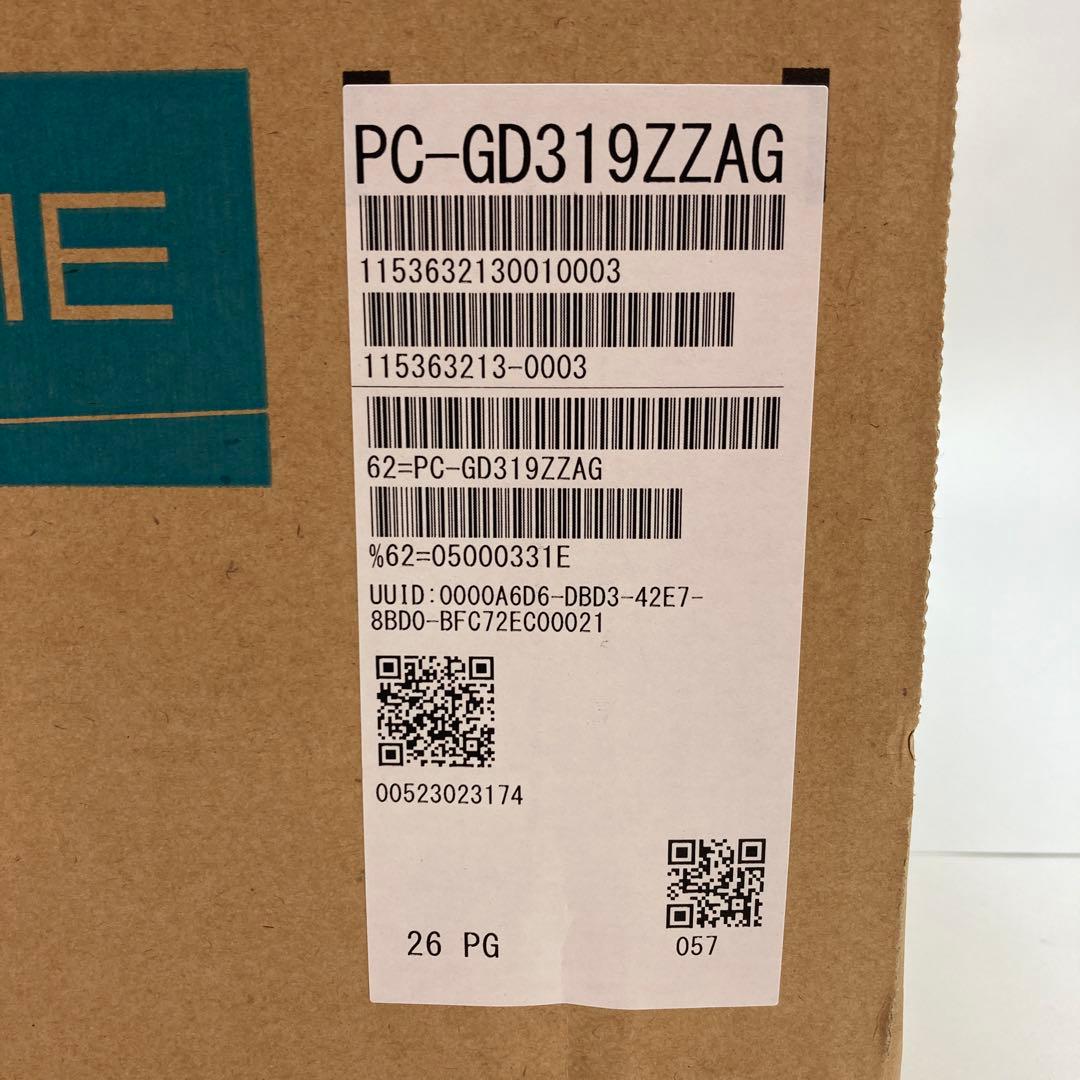 ME
PC-GD319ZZAG
1153632130010003
115363213-0003
62=PC-GD319ZZAG
%62=05000331E
UUID:0000A6D6-DBD3-42E7-
8BD0-BFC72EC00021
00523023174
26 PG
057